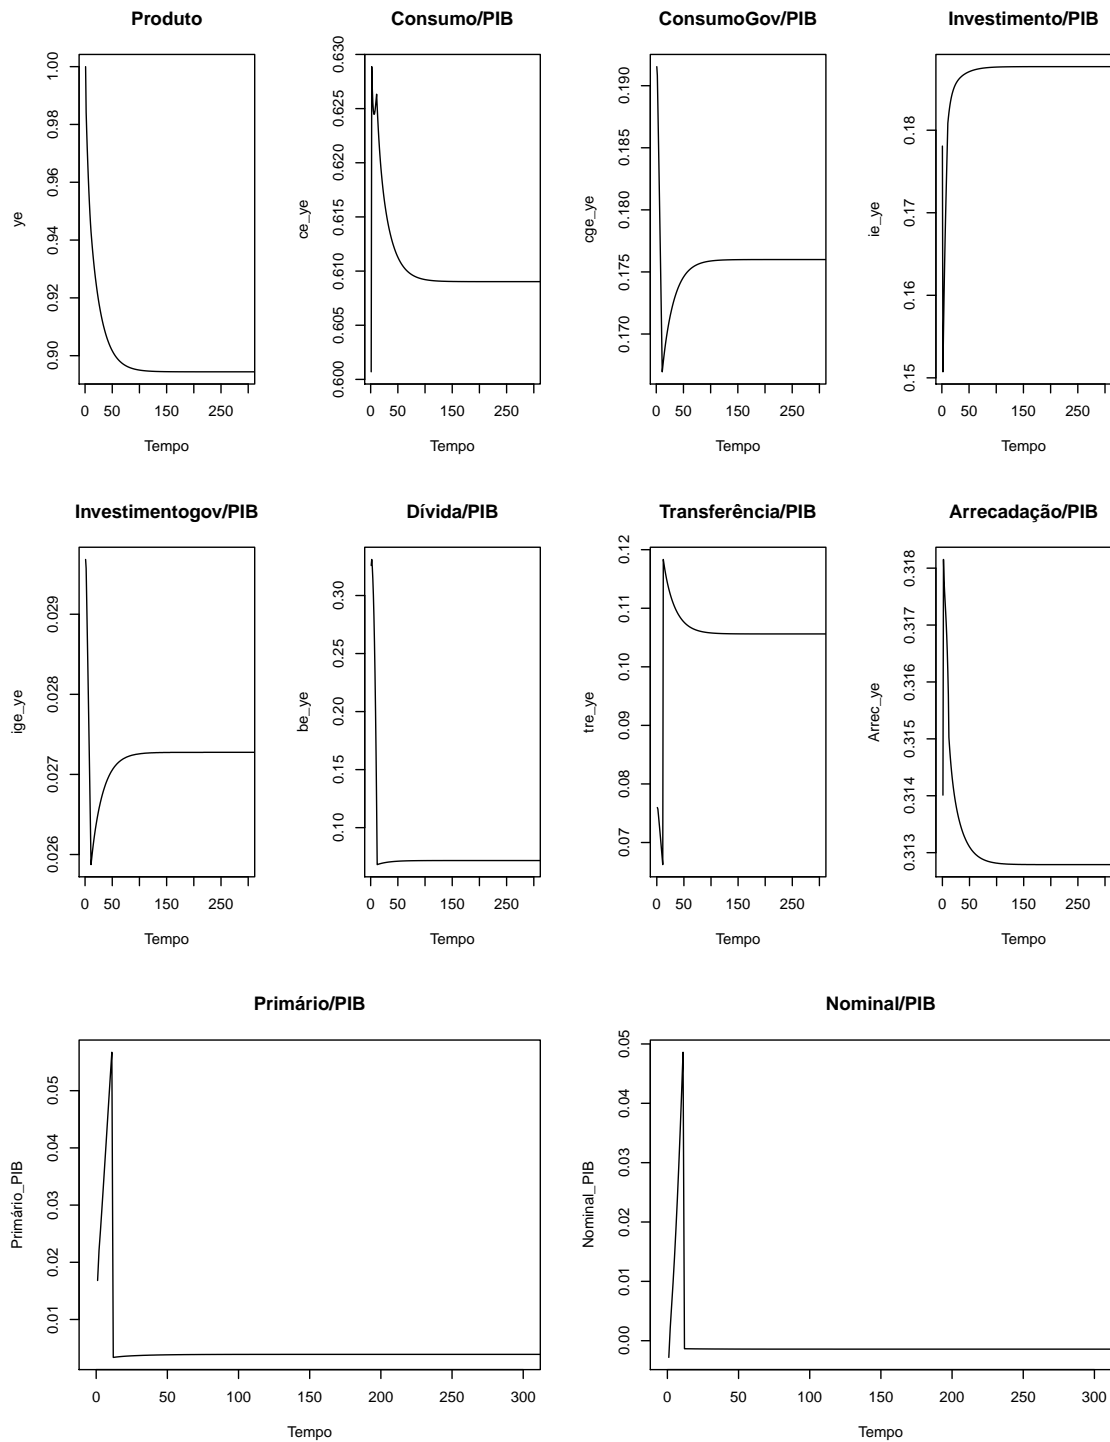 Produto
ye
0.90 0.92 0.94 0.96 0.98 1.00
0 50 150 250
Tempo
Consumo/PIB
ce_ye
0.600 0.605 0.610 0.615 0.620 0.625 0.630
0 50 150 250
Tempo
ConsumoGov/PIB
cge_ye
0.170 0.175 0.180 0.185 0.190
0 50 150 250
Tempo
Investimento/PIB
ie_ye
0.15 0.16 0.17 0.18
0 50 150 250
Tempo
Investimentogov/PIB
ige_ye
0.026 0.027 0.028 0.029
0 50 150 250
Tempo
Dívida/PIB
be_ye
0.10 0.15 0.20 0.25 0.30
0 50 150 250
Tempo
Transferência/PIB
tre_ye
0.07 0.08 0.09 0.10 0.11 0.12
0 50 150 250
Tempo
Arrecadação/PIB
Arrec_ye
0.313 0.314 0.315 0.316 0.317 0.318
0 50 150 250
Tempo
Primário/PIB
Primário_PIB
0.01 0.02 0.03 0.04 0.05
0 50 100 150 200 250 300
Tempo
Nominal/PIB
Nominal_PIB
0.00 0.01 0.02 0.03 0.04 0.05
0 50 100 150 200 250 300
Tempo